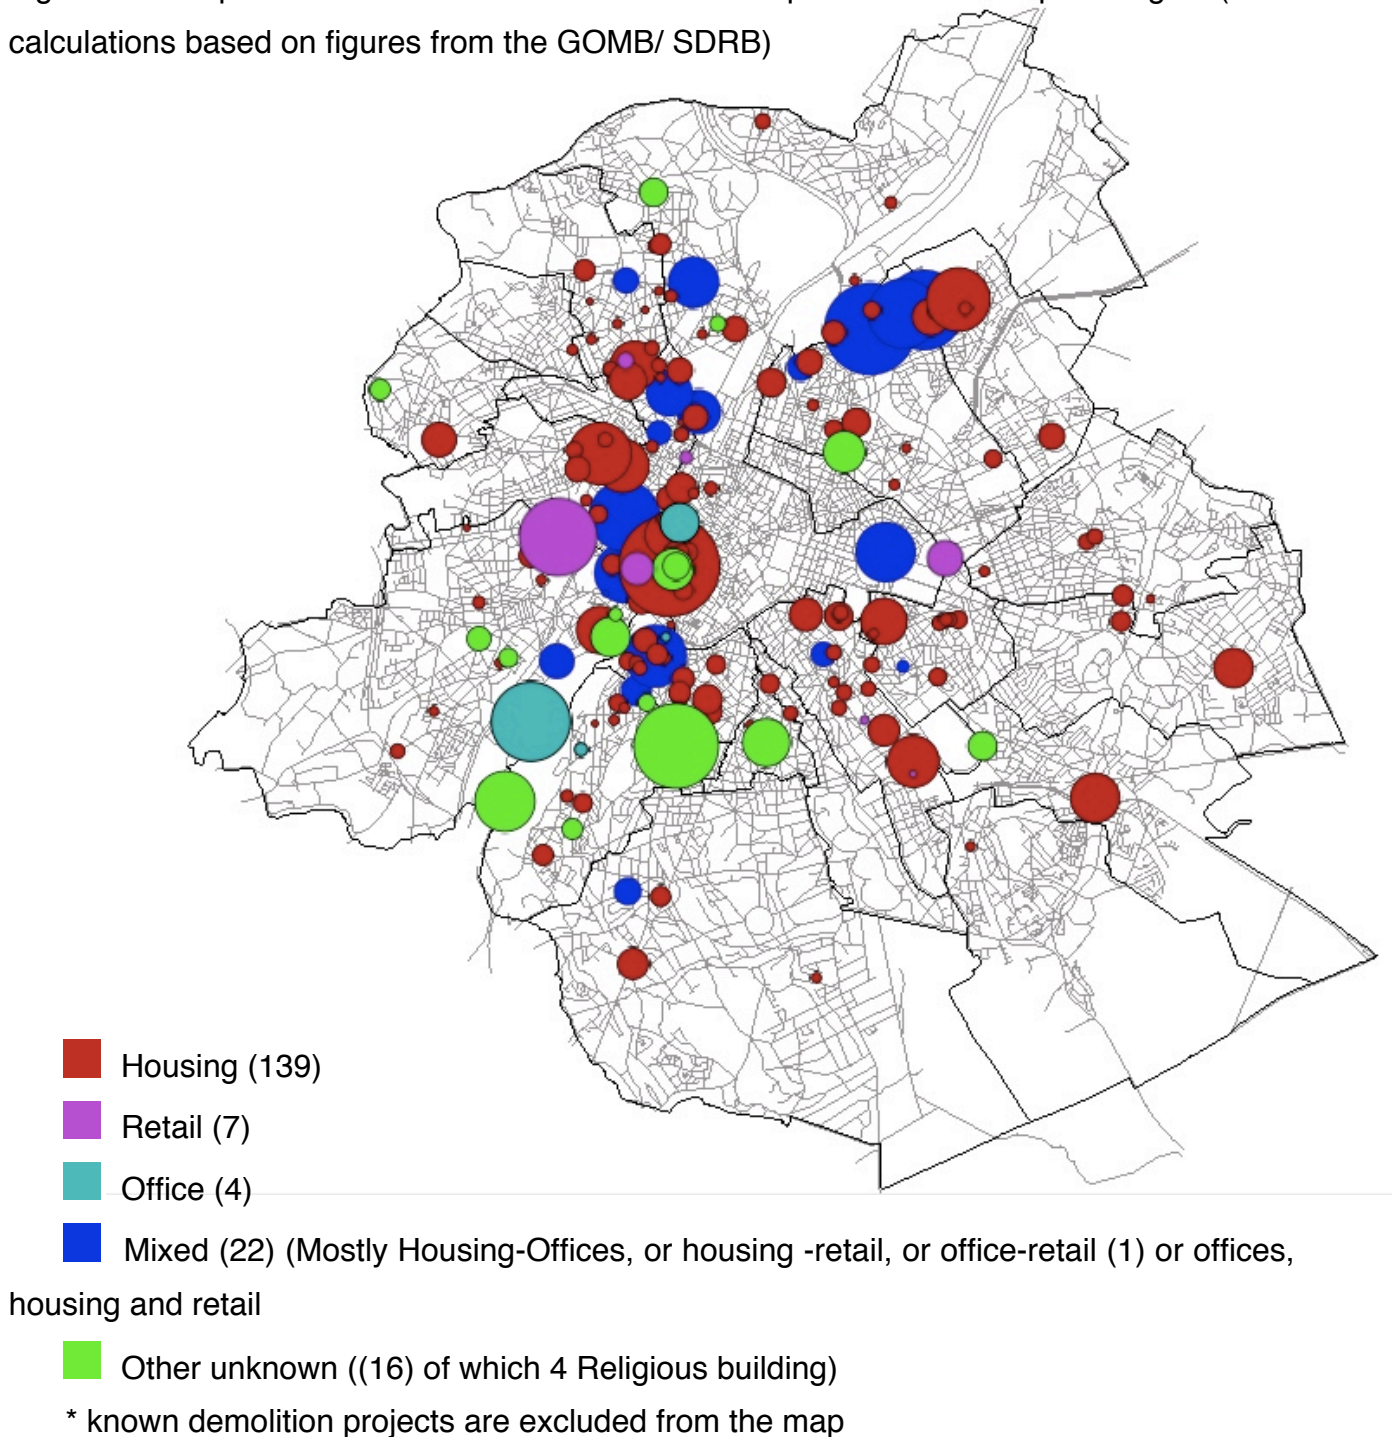 calculations based on figures from the GOMB/ SDRB)
Housing (139)
Retail (7)
Office (4)
Mixed (22) (Mostly Housing-Offices, or housing -retail, or office-retail (1) or offices,
housing and retail
Other unknown ((16) of which 4 Religious building)
* known demolition projects are excluded from the map